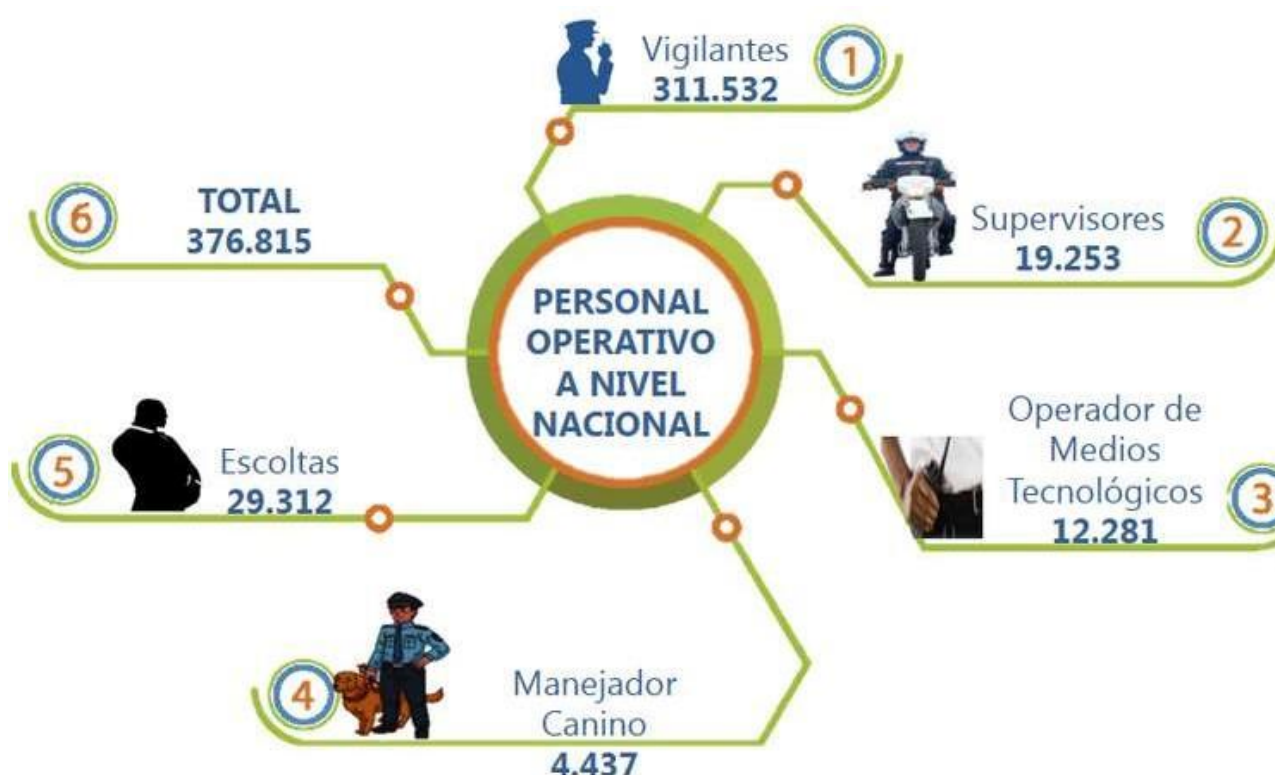 Vigilantes
311.532
1
Supervisores
19.253
2
Operador de
Medios
Tecnológicos
12.281
3
Manejador
Canino
4.437
4
Escoltas
29.312
5
TOTAL
376.815
6
PERSONAL
OPERATIVO
A NIVEL
NACIONAL